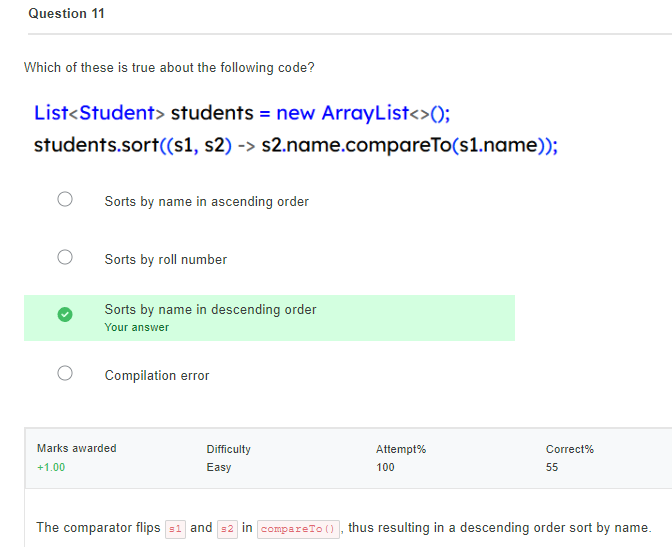 Question 11
Which of these is true about the following code?
List<Student> students = new ArrayList<>();
students.sort((s1, s2) -> s2.name.compareTo(s1.name));
Sorts by name in ascending order
Sorts by roll number
Sorts by name in descending order
Your answer
Compilation error
Marks awarded Difficulty Attempt% Correct%
+1.00 Easy 100 55
The comparator flips s1 and s2 in compareTo(), thus resulting in a descending order sort by name.